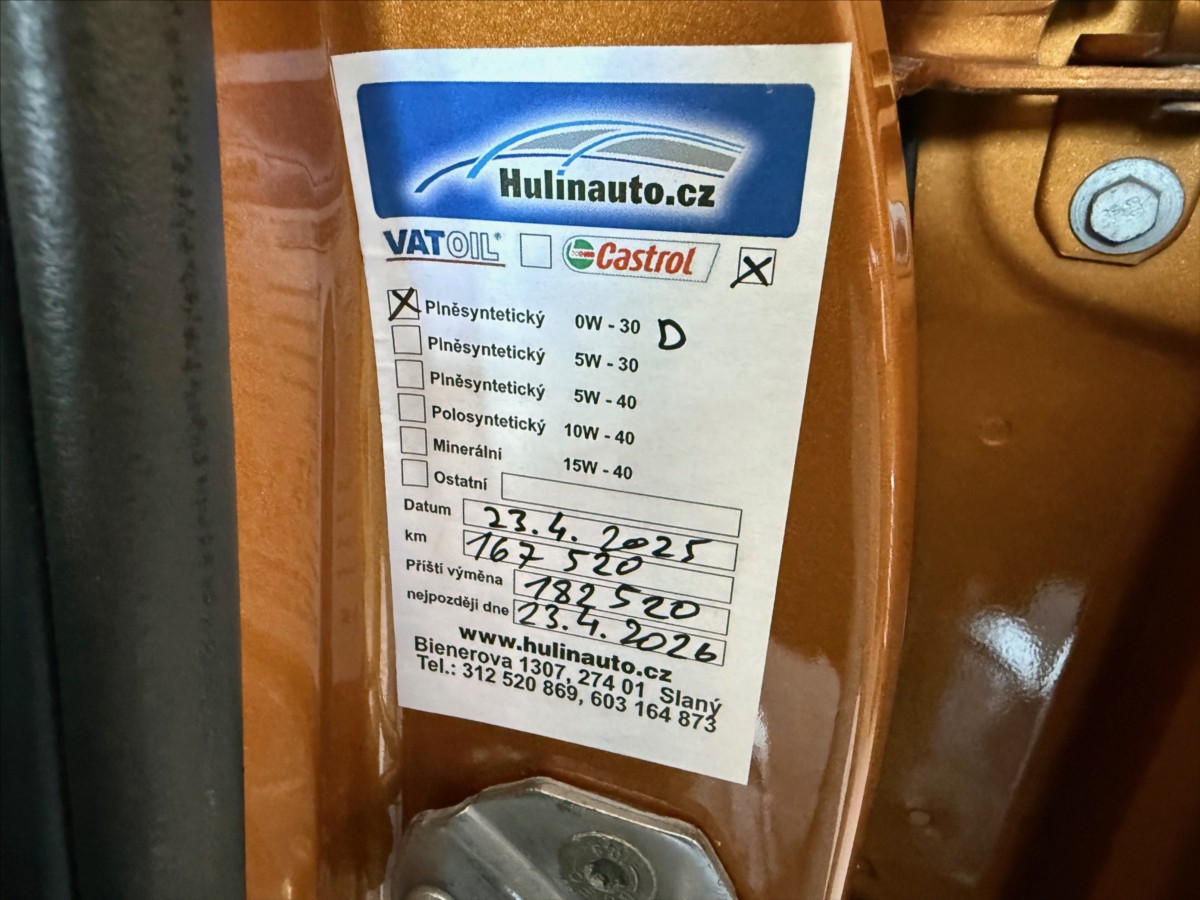 Hulinauto.cz
VATOIL® Castrol X
X Plněsyntetický 0W - 30 D
Plněsyntetický 5W - 30
Plněsyntetický 5W - 40
Polosyntetický 10W - 40
Minerální 15W - 40
Ostatní
Datum 23.4.2025
km 167 520
Příští výměna 182 520
nejpozději dne 23.4.2026
www.hulinauto.cz
Bienerova 1307, 274 01 Slaný
Tel.: 312 520 869, 603 164 873